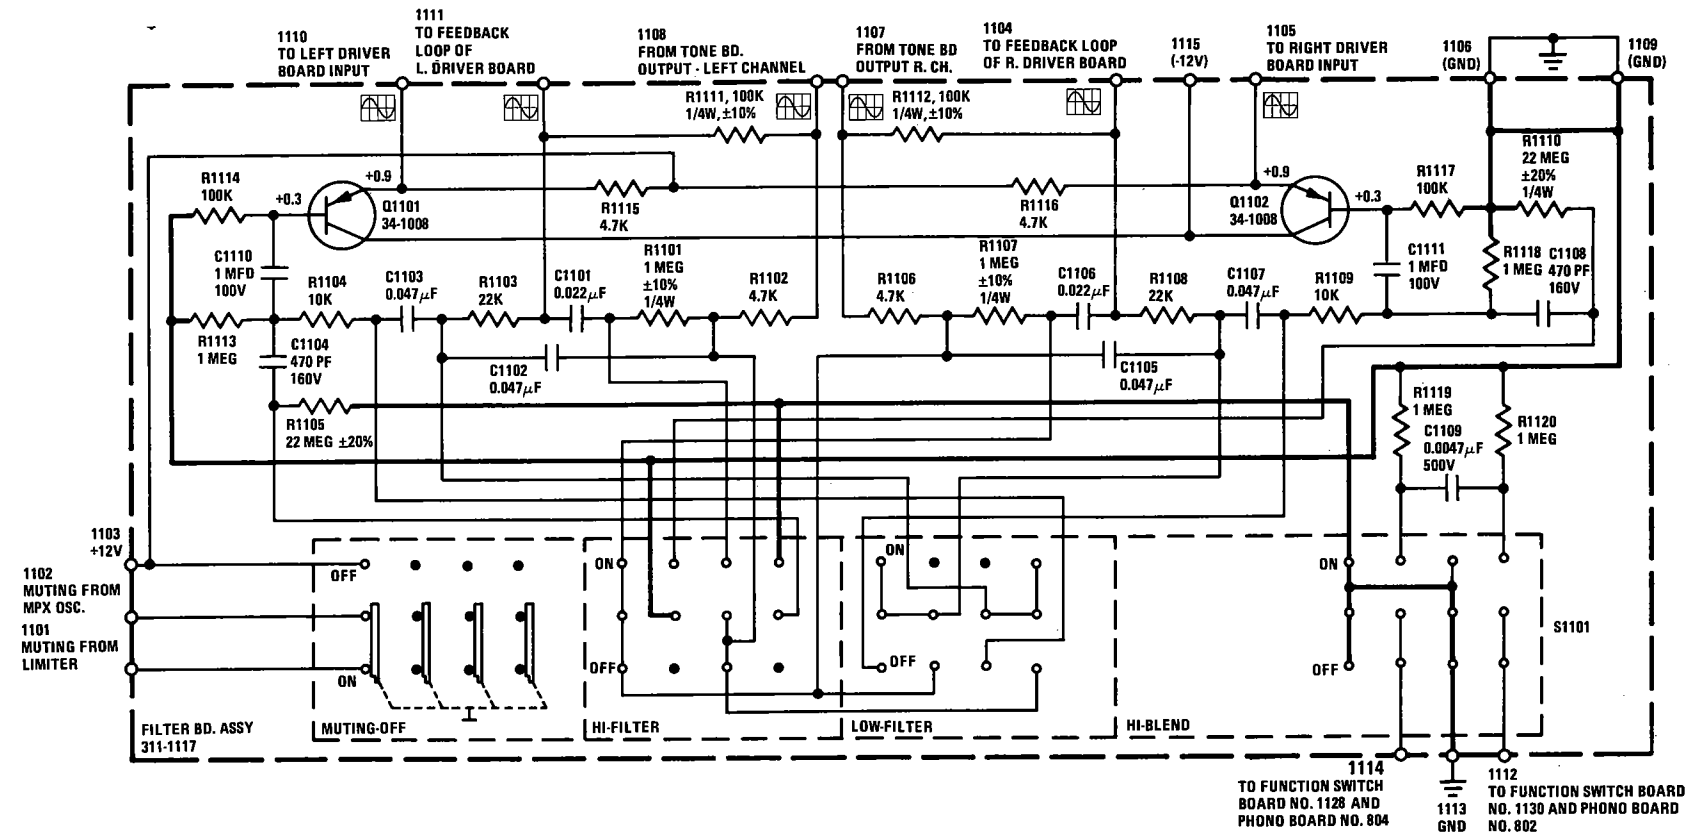 1110
TO LEFT DRIVER
BOARD INPUT
1111
TO FEEDBACK
LOOP OF
L. DRIVER BOARD
1108
FROM TONE BD.
OUTPUT - LEFT CHANNEL
1107
FROM TONE BD
OUTPUT R. CH.
1104
TO FEEDBACK LOOP
OF R. DRIVER BOARD
1115
(-12V)
1105
TO RIGHT DRIVER
BOARD INPUT
1106
(GND)
1109
(GND)
R1111, 100K
1/4W, ±10%
R1112, 100K
1/4W, ±10%
R1110
22 MEG
±20%
1/4W
R1114
100K
+0.3
+0.9
Q1101
34-1008
R1115
4.7K
R1116
4.7K
+0.9
Q1102
34-1008
+0.3
R1117
100K
C1110
1 MFD
100V
R1104
10K
C1103
0.047µF
R1103
22K
C1101
0.022µF
R1101
1 MEG
±10%
1/4W
R1102
4.7K
R1106
4.7K
R1107
1 MEG
±10%
1/4W
C1106
0.022µF
R1108
22K
C1107
0.047µF
R1109
10K
C1111
1 MFD
100V
R1118
1 MEG
C1108
470 PF
160V
R1113
1 MEG
C1104
470 PF
160V
C1102
0.047µF
C1105
0.047µF
R1105
22 MEG ±20%
R1119
1 MEG
C1109
0.0047µF
500V
R1120
1 MEG
1103
+12V
1102
MUTING FROM
MPX OSC.
1101
MUTING FROM
LIMITER
OFF
ON
ON
OFF
ON
OFF
ON
OFF
S1101
FILTER BD. ASSY
311-1117
MUTING-OFF
HI-FILTER
LOW-FILTER
HI-BLEND
1114
TO FUNCTION SWITCH
BOARD NO. 1128 AND
PHONO BOARD NO. 804
1113
GND
1112
TO FUNCTION SWITCH BOARD
NO. 1130 AND PHONO BOARD
NO. 802